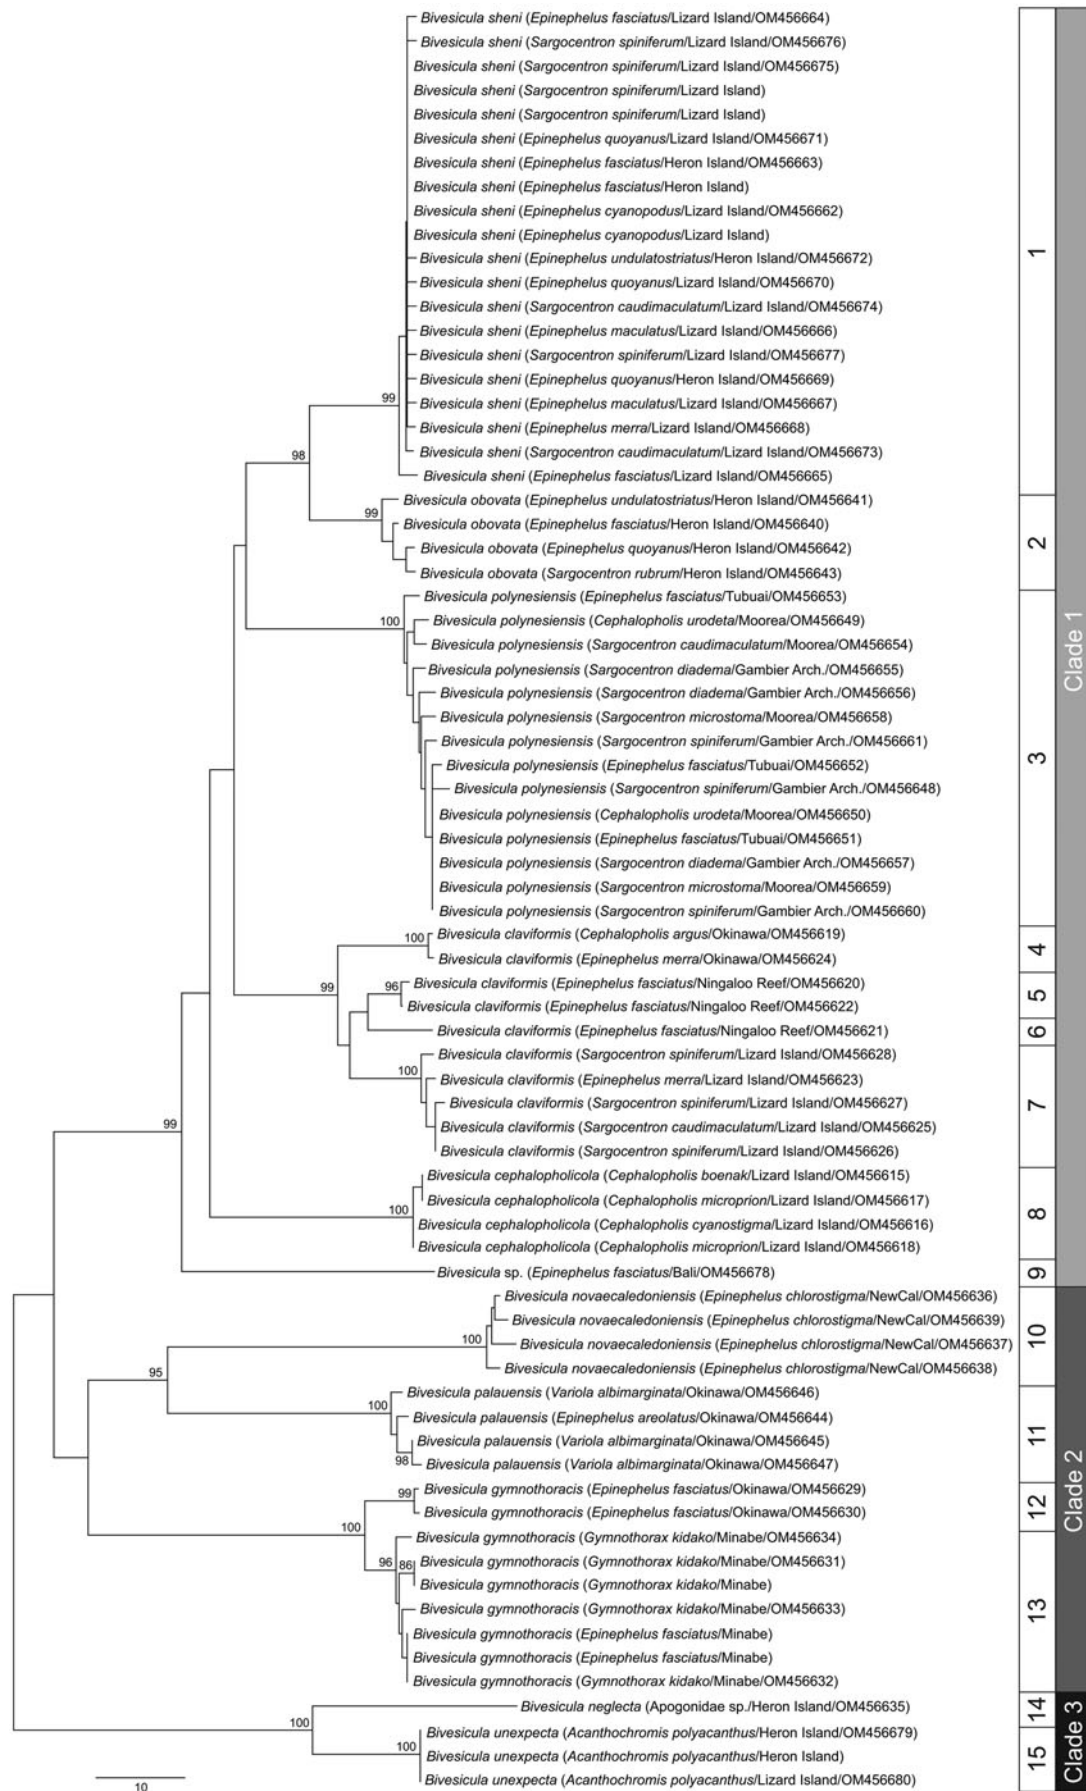 Bivesicula sheni (Epinephelus fasciatus/Lizard Island/OM456664)
Bivesicula sheni (Sargocentron spiniferum/Lizard Island/OM456676)
Bivesicula sheni (Sargocentron spiniferum/Lizard Island/OM456675)
Bivesicula sheni (Sargocentron spiniferum/Lizard Island)
Bivesicula sheni (Sargocentron spiniferum/Lizard Island)
Bivesicula sheni (Epinephelus quoyanus/Lizard Island/OM456671)
Bivesicula sheni (Epinephelus fasciatus/Heron Island/OM456663)
Bivesicula sheni (Epinephelus fasciatus/Heron Island)
Bivesicula sheni (Epinephelus cyanopodus/Lizard Island/OM456662)
Bivesicula sheni (Epinephelus cyanopodus/Lizard Island)
Bivesicula sheni (Epinephelus undulatostriatus/Heron Island/OM456672)
Bivesicula sheni (Epinephelus quoyanus/Lizard Island/OM456670)
Bivesicula sheni (Sargocentron caudimaculatum/Lizard Island/OM456674)
Bivesicula sheni (Epinephelus maculatus/Lizard Island/OM456666)
Bivesicula sheni (Sargocentron spiniferum/Lizard Island/OM456677)
Bivesicula sheni (Epinephelus quoyanus/Heron Island/OM456669)
Bivesicula sheni (Epinephelus maculatus/Lizard Island/OM456667)
Bivesicula sheni (Epinephelus merra/Lizard Island/OM456668)
Bivesicula sheni (Sargocentron caudimaculatum/Lizard Island/OM456673)
Bivesicula sheni (Epinephelus fasciatus/Lizard Island/OM456665)
99
1
98
Bivesicula obovata (Epinephelus undulatostriatus/Heron Island/OM456641)
Bivesicula obovata (Epinephelus fasciatus/Heron Island/OM456640)
Bivesicula obovata (Epinephelus quoyanus/Heron Island/OM456642)
Bivesicula obovata (Sargocentron rubrum/Heron Island/OM456643)
99
2
Bivesicula polynesiensis (Epinephelus fasciatus/Tubuai/OM456653)
Bivesicula polynesiensis (Cephalopholis urodeta/Moorea/OM456649)
Bivesicula polynesiensis (Sargocentron caudimaculatum/Moorea/OM456654)
Bivesicula polynesiensis (Sargocentron diadema/Gambier Arch./OM456655)
Bivesicula polynesiensis (Sargocentron diadema/Gambier Arch./OM456656)
Bivesicula polynesiensis (Sargocentron microstoma/Moorea/OM456658)
Bivesicula polynesiensis (Sargocentron spiniferum/Gambier Arch./OM456661)
Bivesicula polynesiensis (Epinephelus fasciatus/Tubuai/OM456652)
Bivesicula polynesiensis (Sargocentron spiniferum/Gambier Arch./OM456648)
Bivesicula polynesiensis (Cephalopholis urodeta/Moorea/OM456650)
Bivesicula polynesiensis (Epinephelus fasciatus/Tubuai/OM456651)
Bivesicula polynesiensis (Sargocentron diadema/Gambier Arch./OM456657)
Bivesicula polynesiensis (Sargocentron microstoma/Moorea/OM456659)
Bivesicula polynesiensis (Sargocentron spiniferum/Gambier Arch./OM456660)
100
3
Clade 1
Bivesicula claviformis (Cephalopholis argus/Okinawa/OM456619)
Bivesicula claviformis (Epinephelus merra/Okinawa/OM456624)
100
4
99
Bivesicula claviformis (Epinephelus fasciatus/Ningaloo Reef/OM456620)
Bivesicula claviformis (Epinephelus fasciatus/Ningaloo Reef/OM456622)
96
5
Bivesicula claviformis (Epinephelus fasciatus/Ningaloo Reef/OM456621)
6
Bivesicula claviformis (Sargocentron spiniferum/Lizard Island/OM456628)
Bivesicula claviformis (Epinephelus merra/Lizard Island/OM456623)
Bivesicula claviformis (Sargocentron spiniferum/Lizard Island/OM456627)
Bivesicula claviformis (Sargocentron caudimaculatum/Lizard Island/OM456625)
Bivesicula claviformis (Sargocentron spiniferum/Lizard Island/OM456626)
100
7
99
Bivesicula cephalopholicola (Cephalopholis boenak/Lizard Island/OM456615)
Bivesicula cephalopholicola (Cephalopholis microprion/Lizard Island/OM456617)
Bivesicula cephalopholicola (Cephalopholis cyanostigma/Lizard Island/OM456616)
Bivesicula cephalopholicola (Cephalopholis microprion/Lizard Island/OM456618)
100
8
Bivesicula sp. (Epinephelus fasciatus/Bali/OM456678)
9
Bivesicula novaecaledoniensis (Epinephelus chlorostigma/NewCal/OM456636)
Bivesicula novaecaledoniensis (Epinephelus chlorostigma/NewCal/OM456639)
Bivesicula novaecaledoniensis (Epinephelus chlorostigma/NewCal/OM456637)
Bivesicula novaecaledoniensis (Epinephelus chlorostigma/NewCal/OM456638)
100
10
95
Bivesicula palauensis (Variola albimarginata/Okinawa/OM456646)
Bivesicula palauensis (Epinephelus areolatus/Okinawa/OM456644)
Bivesicula palauensis (Variola albimarginata/Okinawa/OM456645)
Bivesicula palauensis (Variola albimarginata/Okinawa/OM456647)
100
98
11
Clade 2
Bivesicula gymnothoracis (Epinephelus fasciatus/Okinawa/OM456629)
Bivesicula gymnothoracis (Epinephelus fasciatus/Okinawa/OM456630)
99
12
100
Bivesicula gymnothoracis (Gymnothorax kidako/Minabe/OM456634)
Bivesicula gymnothoracis (Gymnothorax kidako/Minabe/OM456631)
Bivesicula gymnothoracis (Gymnothorax kidako/Minabe)
Bivesicula gymnothoracis (Gymnothorax kidako/Minabe/OM456633)
Bivesicula gymnothoracis (Epinephelus fasciatus/Minabe)
Bivesicula gymnothoracis (Epinephelus fasciatus/Minabe)
Bivesicula gymnothoracis (Gymnothorax kidako/Minabe/OM456632)
96
86
13
Bivesicula neglecta (Apogonidae sp./Heron Island/OM456635)
14
100
Bivesicula unexpecta (Acanthochromis polyacanthus/Heron Island/OM456679)
Bivesicula unexpecta (Acanthochromis polyacanthus/Heron Island)
Bivesicula unexpecta (Acanthochromis polyacanthus/Lizard Island/OM456680)
100
15
Clade 3
10